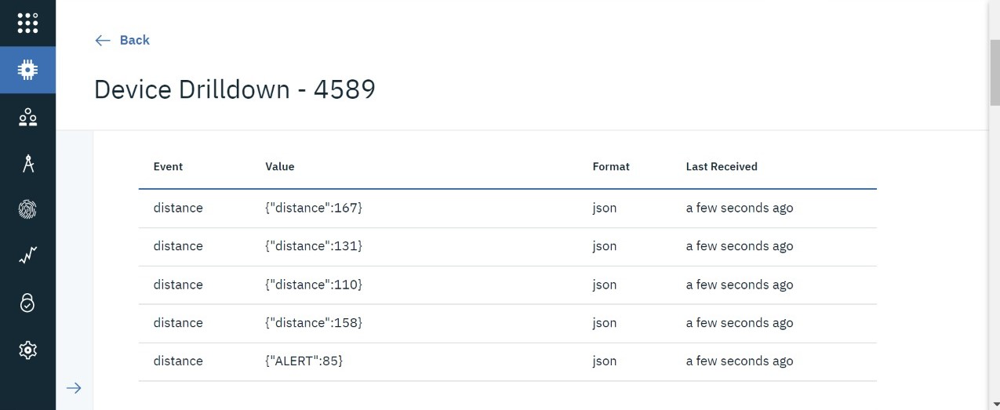 Back
Device Drilldown - 4589
Event Value Format Last Received
distance {"distance":167} json a few seconds ago
distance {"distance":131} json a few seconds ago
distance {"distance":110} json a few seconds ago
distance {"distance":158} json a few seconds ago
distance {"ALERT":85} json a few seconds ago